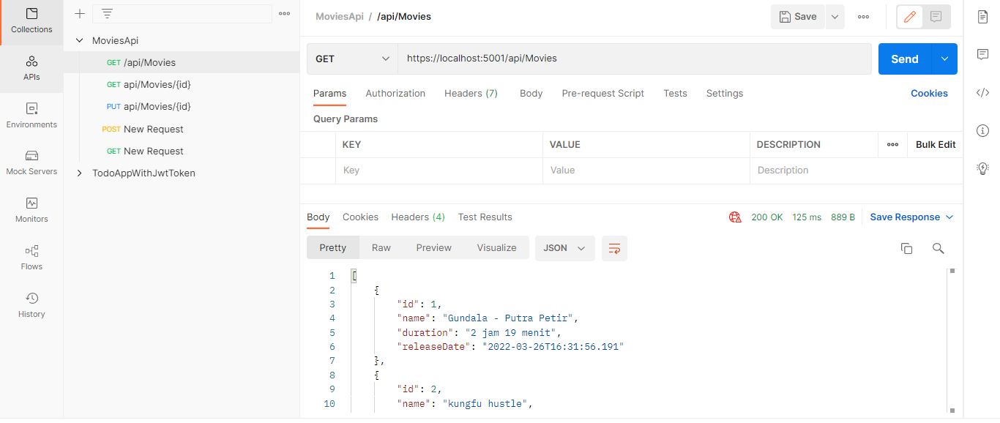 Collections
APIs
Environments
Mock Servers
Monitors
Flows
History
MoviesApi
GET /api/Movies
GET api/Movies/{id}
PUT api/Movies/{id}
POST New Request
GET New Request
TodoAppWithJwtToken
MoviesApi / /api/Movies
Save
GET https://localhost:5001/api/Movies Send
Params Authorization Headers (7) Body Pre-request Script Tests Settings Cookies
Query Params
KEY VALUE DESCRIPTION Bulk Edit
Key Value Description
Body Cookies Headers (4) Test Results 200 OK 125 ms 889 B Save Response
Pretty Raw Preview Visualize JSON
1 [
2 {
3 "id": 1,
4 "name": "Gundala - Putra Petir",
5 "duration": "2 jam 19 menit",
6 "releaseDate": "2022-03-26T16:31:56.191"
7 },
8 {
9 "id": 2,
10 "name": "kungfu hustle",